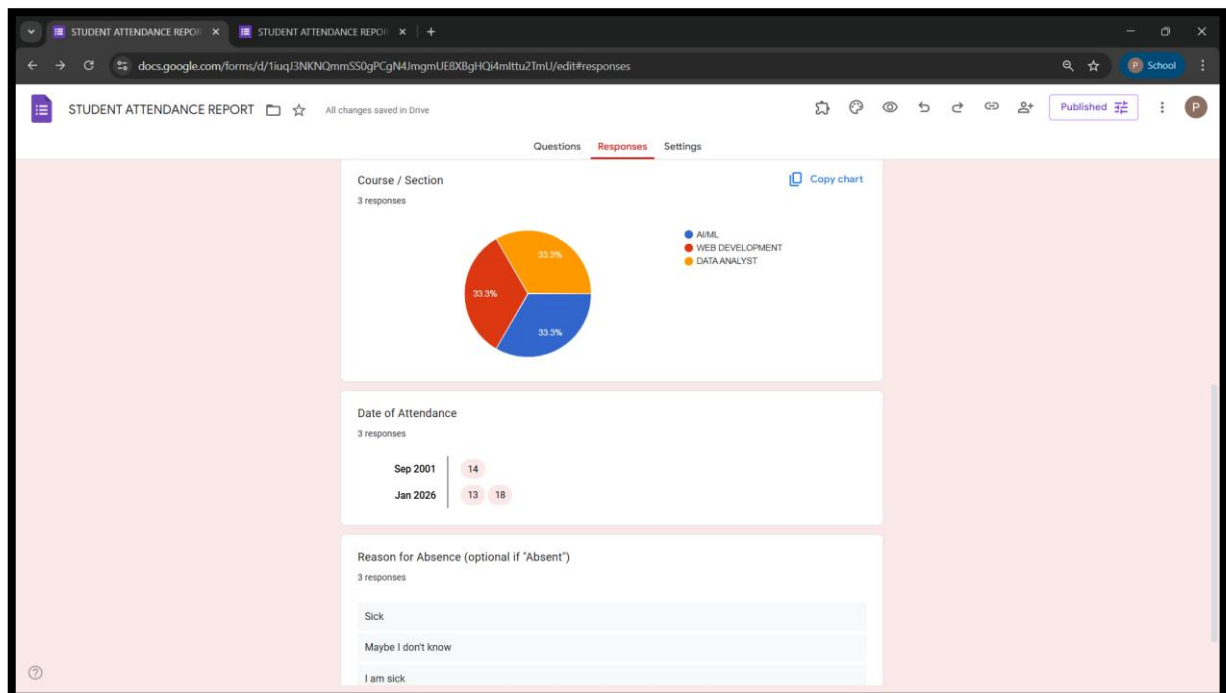 STUDENT ATTENDANCE REPOR
STUDENT ATTENDANCE REPOR
docs.google.com/forms/d/1iuqJ3NKNQmmSS0gPCgN4JmgmUE8XBgHQi4mIttu2TmU/edit#responses
P School
STUDENT ATTENDANCE REPORT
All changes saved in Drive
Published
P
Questions Responses Settings
Course / Section
Copy chart
3 responses
33.3%
33.3%
33.3%
AI/ML
WEB DEVELOPMENT
DATA ANALYST
Date of Attendance
3 responses
Sep 2001 14
Jan 2026 13 18
Reason for Absence (optional if "Absent")
3 responses
Sick
Maybe I don't know
I am sick